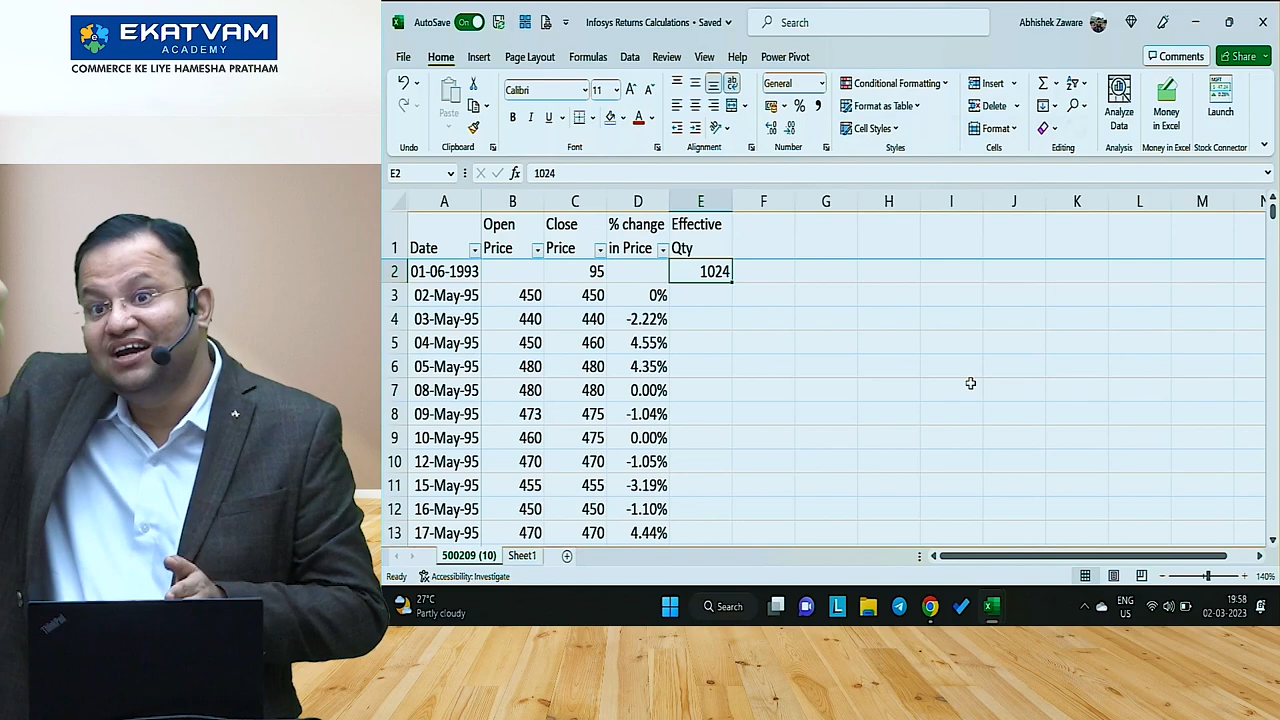 EKATVAM
ACADEMY
COMMERCE KE LIYE HAMESHA PRATHAM
AutoSave On Infosys Returns Calculations • Saved Search Abhishek Zaware
File Home Insert Page Layout Formulas Data Review View Help Power Pivot Comments Share
Paste Calibri 11 General Conditional Formatting Insert
Format as Table Delete
Cell Styles Format
Analyze Data Money in Excel Launch
Undo Clipboard Font Alignment Number Styles Cells Editing Analysis Money in Excel Stock Connector
E2 fx 1024
A B C D E F G H I J K L M N
1 Date Open Price Close Price % change in Price Effective Qty
2 01-06-1993 95 1024
3 02-May-95 450 450 0%
4 03-May-95 440 440 -2.22%
5 04-May-95 450 460 4.55%
6 05-May-95 480 480 4.35%
7 08-May-95 480 480 0.00%
8 09-May-95 473 475 -1.04%
9 10-May-95 460 475 0.00%
10 12-May-95 470 470 -1.05%
11 15-May-95 455 455 -3.19%
12 16-May-95 450 450 -1.10%
13 17-May-95 470 470 4.44%
500209 (10) Sheet1
Ready Accessibility: Investigate 140%
27°C
Partly cloudy
Search
ENG
US
19:58
02-03-2023
ThinkPad